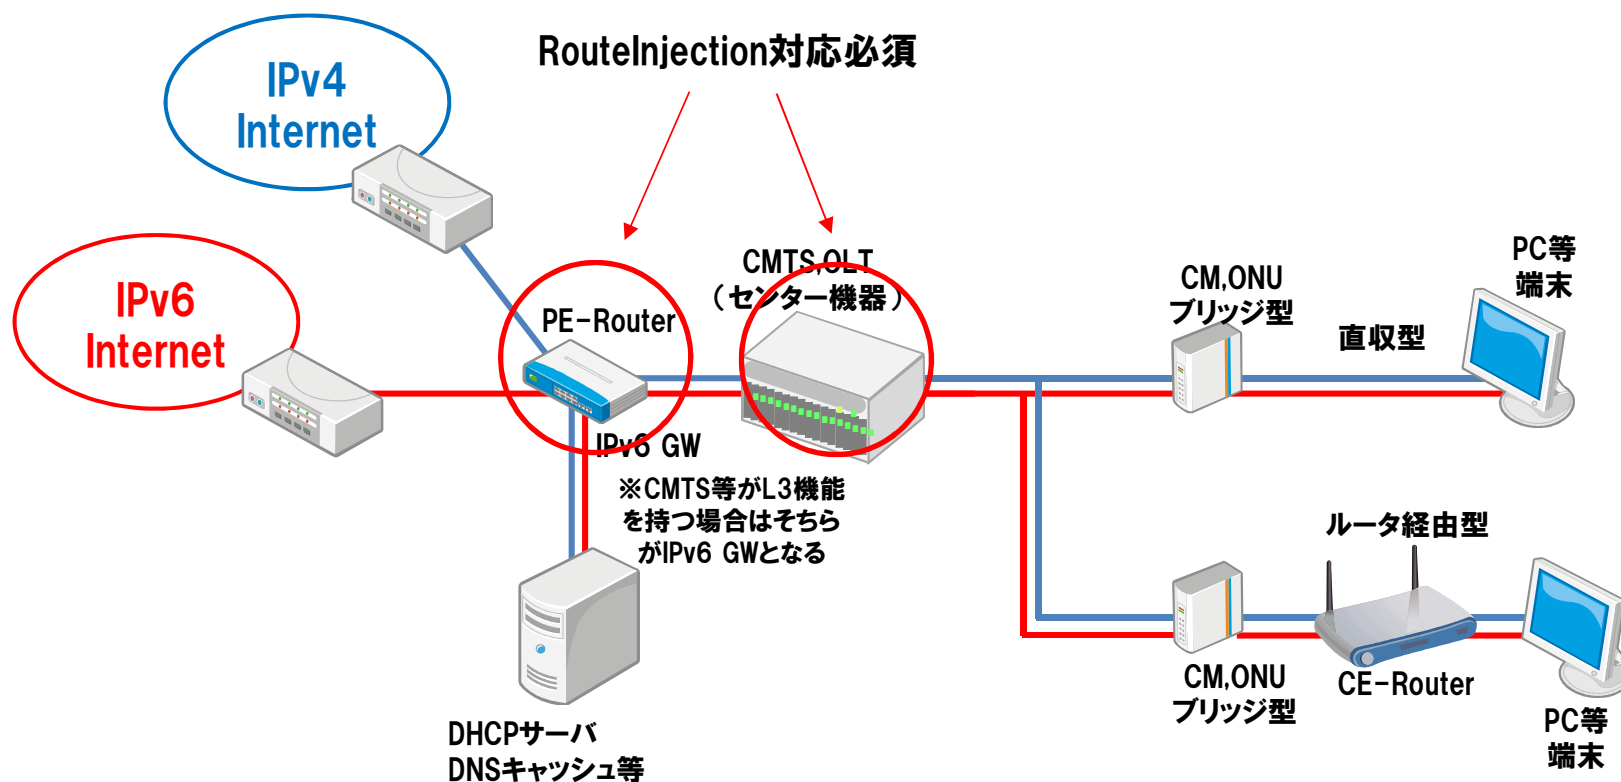 RouteInjection対応必須
IPv4
Internet
IPv6
Internet
PE-Router
CMTS,OLT
（センター機器）
IPv6 GW
※CMTS等がL3機能
を持つ場合はそちら
がIPv6 GWとなる
DHCPサーバ
DNSキャッシュ等
CM,ONU
ブリッジ型
直収型
PC等
端末
ルータ経由型
CM,ONU
ブリッジ型
CE-Router
PC等
端末